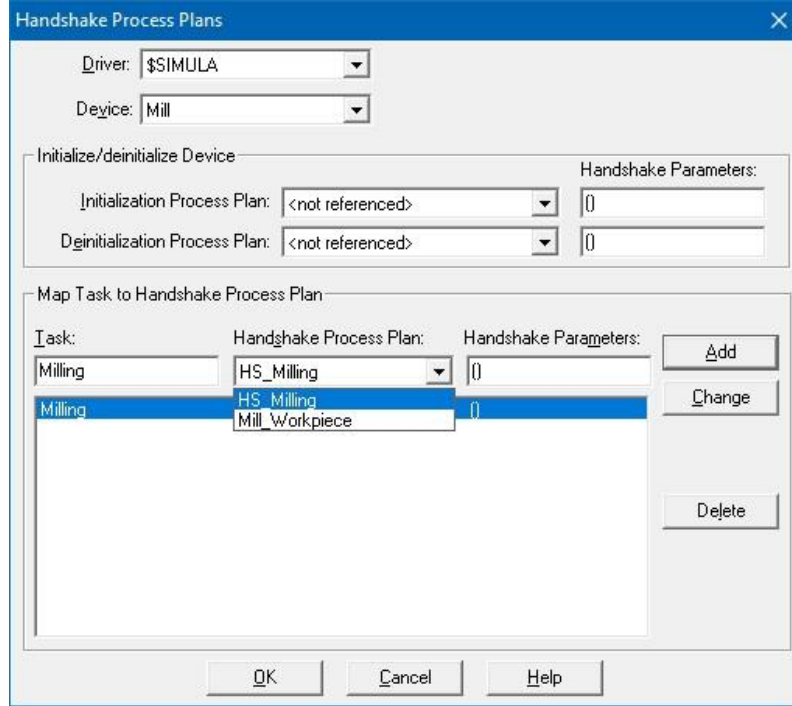 Handshake Process Plans
Driver: $SIMULA
Device: Mill
Initialize/deinitialize Device
Handshake Parameters:
Initialization Process Plan: <not referenced> ()
Deinitialization Process Plan: <not referenced> ()
Map Task to Handshake Process Plan
Task: Handshake Process Plan: Handshake Parameters:
Milling HS_Milling ()
Add
Milling HS_Milling ()
Mill_Workpiece
Change
Delete
OK Cancel Help